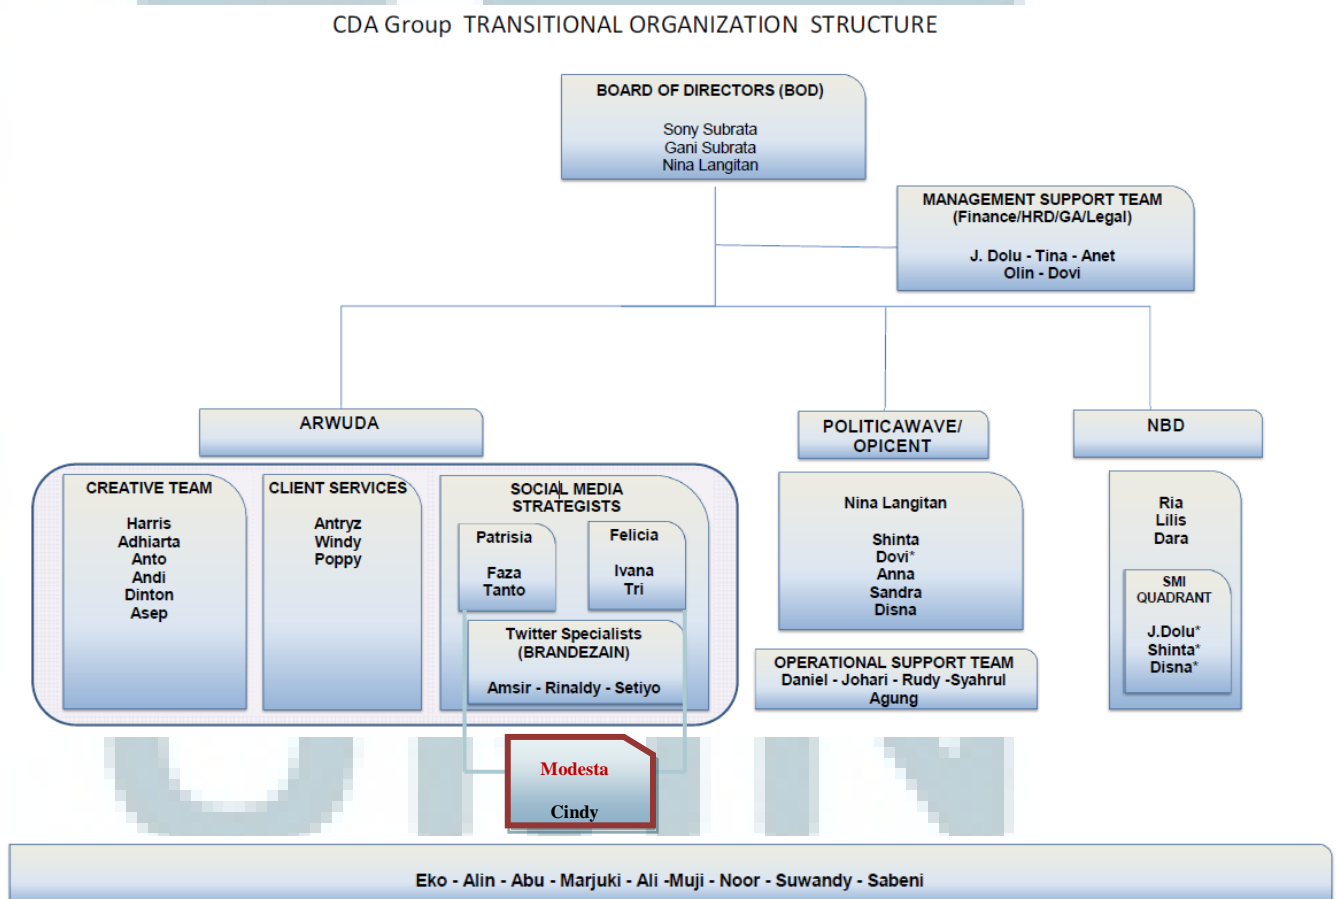 CDA Group TRANSITIONAL ORGANIZATION STRUCTURE
BOARD OF DIRECTORS (BOD)
Sony Subrata
Gani Subrata
Nina Langitan
MANAGEMENT SUPPORT TEAM
(Finance/HRD/GA/Legal)
J. Dolu - Tina - Anet
Olin - Dovi
ARWUDA
CREATIVE TEAM
Harris
Adhiarta
Anto
Andi
Dinton
Asep
CLIENT SERVICES
Antryz
Windy
Poppy
SOCIAL MEDIA
STRATEGISTS
Patrisia
Faza
Tanto
Felicia
Ivana
Tri
Twitter Specialists
(BRANDEZAIN)
Amsir - Rinaldy - Setiyo
Modesta
Cindy
POLITICAWAVE/
OPICENT
Nina Langitan
Shinta
Dovi*
Anna
Sandra
Disna
OPERATIONAL SUPPORT TEAM
Daniel - Johari - Rudy -Syahrul
Agung
NBD
Ria
Lilis
Dara
SMI
QUADRANT
J.Dolu*
Shinta*
Disna*
Eko - Alin - Abu - Marjuki - Ali -Muji - Noor - Suwandy - Sabeni